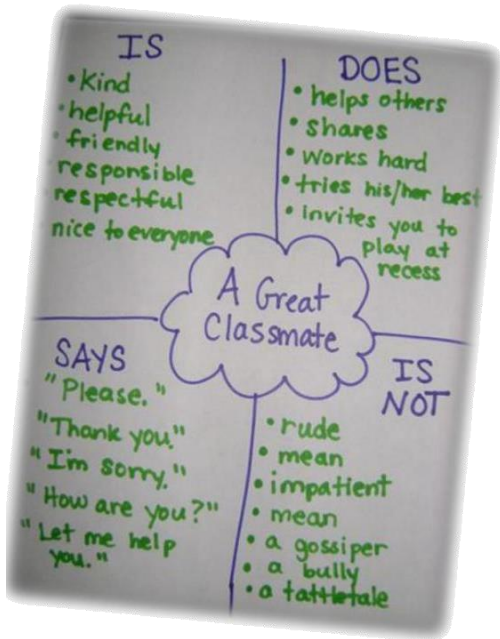 IS
• Kind
• helpful
• friendly
responsible
respectful
nice to everyone
DOES
• helps others
• Shares
• works hard
• tries his/her best
• invites you to
play at
recess
A Great
Classmate
SAYS
"Please."
"Thank you."
"I'm sorry."
"How are you?"
"Let me help
you."
IS
NOT
• rude
• mean
• impatient
• mean
• a gossiper
• a bully
• a tattletale